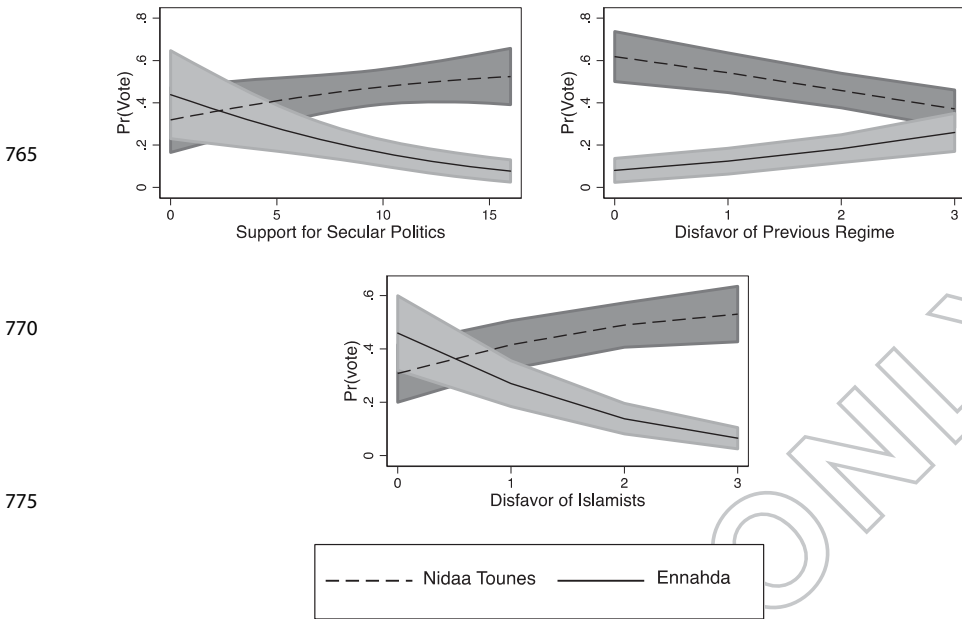 .8 .8
.6 .6
.4 .4
.2 .2
0 0
Pr(Vote) Pr(Vote)
765
0 5 10 15 0 1 2 3
Support for Secular Politics Disfavor of Previous Regime
.6
770
.4
.2
0
Pr(vote)
775
0 1 2 3
Disfavor of Islamists
Nidaa Tounes Ennahda
ONLY